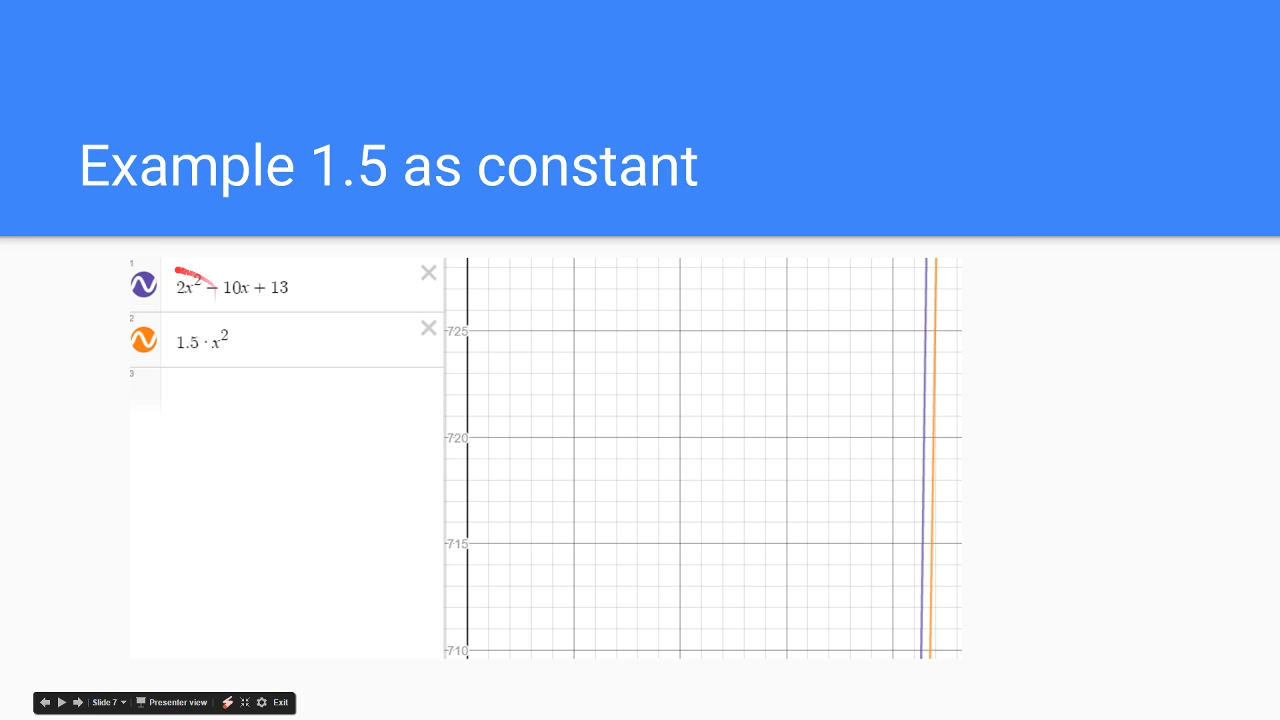 Example 1.5 as constant
1
2x² − 10x + 13
2
1.5 · x²
3
725
720
715
710
Slide 7 Presenter view Exit